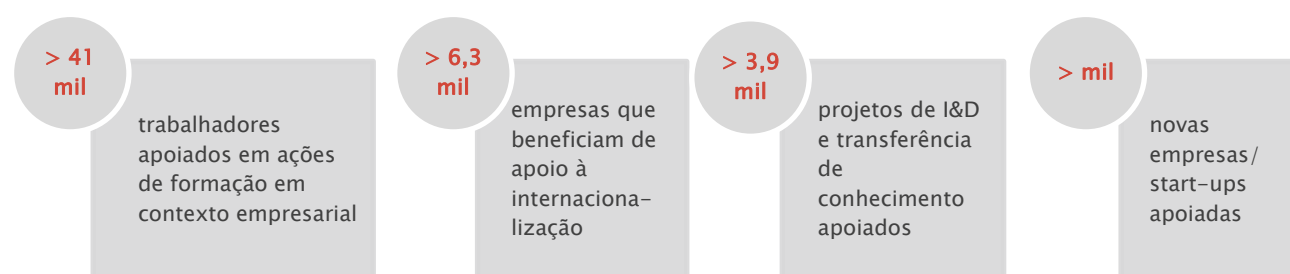 > 41
mil
trabalhadores
apoiados em ações
de formação em
contexto empresarial
> 6,3
mil
empresas que
beneficiam de
apoio à
internaciona-
lização
> 3,9
mil
projetos de I&D
e transferência
de
conhecimento
apoiados
> mil
novas
empresas/
start-ups
apoiadas